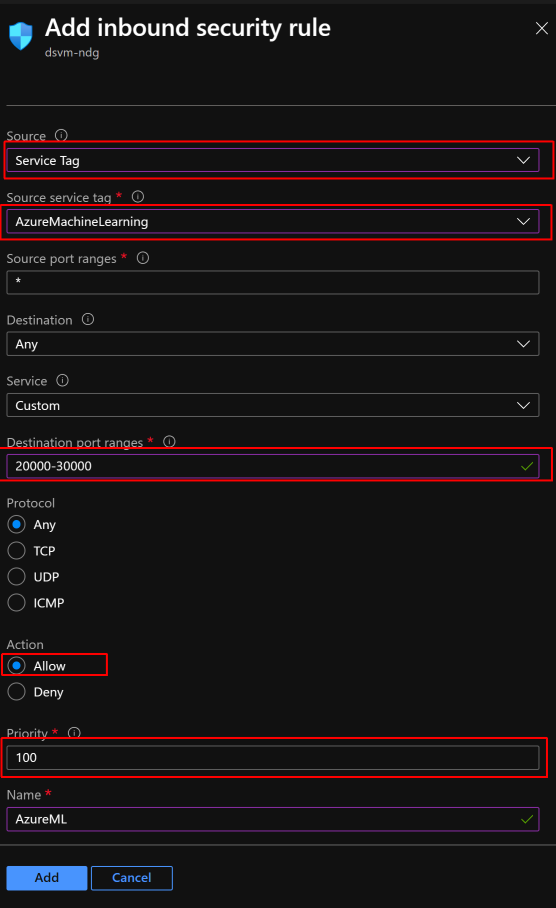 Add inbound security rule
dsvm-ndg
Source
Service Tag
Source service tag *
AzureMachineLearning
Source port ranges *
*
Destination
Any
Service
Custom
Destination port ranges *
20000-30000
Protocol
Any
TCP
UDP
ICMP
Action
Allow
Deny
Priority *
100
Name *
AzureML
Add Cancel